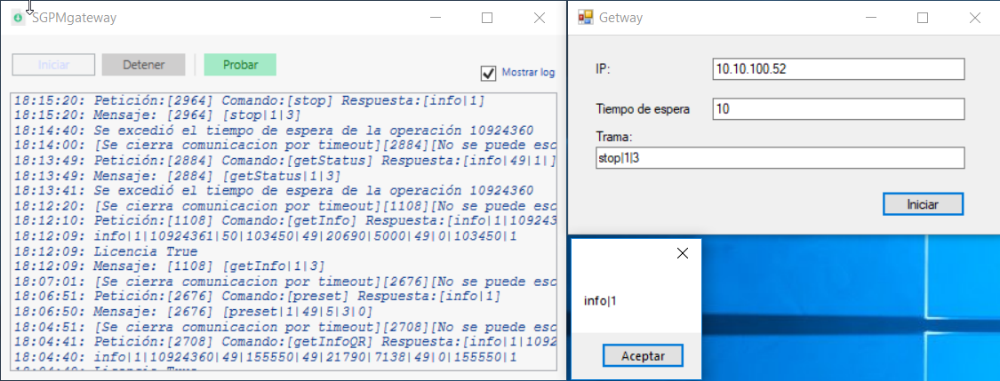 SGPMgateway
Iniciar
Detener
Probar
Mostrar log
18:15:20: Petición:[2964] Comando:[stop] Respuesta:[info|1]
18:15:20: Mensaje: [2964] [stop|1|3]
18:14:40: Se excedió el tiempo de espera de la operación 10924360
18:14:00: [Se cierra comunicacion por timeout][2884][No se puede esc
18:13:49: Petición:[2884] Comando:[getStatus] Respuesta:[info|49|1|]
18:13:49: Mensaje: [2884] [getStatus|1|3]
18:13:41: Se excedió el tiempo de espera de la operación 10924360
18:12:20: [Se cierra comunicacion por timeout][1108][No se puede esc
18:12:10: Petición:[1108] Comando:[getInfo] Respuesta:[info|1|109243
18:12:09: info|1|10924361|50|103450|49|20690|5000|49|0|103450|1
18:12:09: Licencia True
18:12:09: Mensaje: [1108] [getInfo|1|3]
18:07:01: [Se cierra comunicacion por timeout][2676][No se puede esc
18:06:51: Petición:[2676] Comando:[preset] Respuesta:[info|1]
18:06:50: Mensaje: [2676] [preset|1|49|5|3|0]
18:04:51: [Se cierra comunicacion por timeout][2708][No se puede esc
18:04:41: Petición:[2708] Comando:[getInfoQR] Respuesta:[info|1|1092
18:04:40: info|1|10924360|49|155550|49|21790|7138|49|0|155550|1
18:04:40: Licencia True
Getway
IP:
10.10.100.52
Tiempo de espera
10
Trama:
stop|1|3
Iniciar
info|1
Aceptar